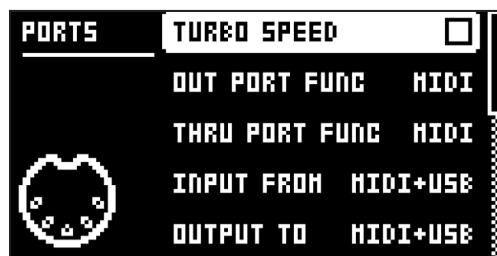 PORTS
TURBO SPEED
OUT PORT FUNC MIDI
THRU PORT FUNC MIDI
INPUT FROM MIDI+USB
OUTPUT TO MIDI+USB